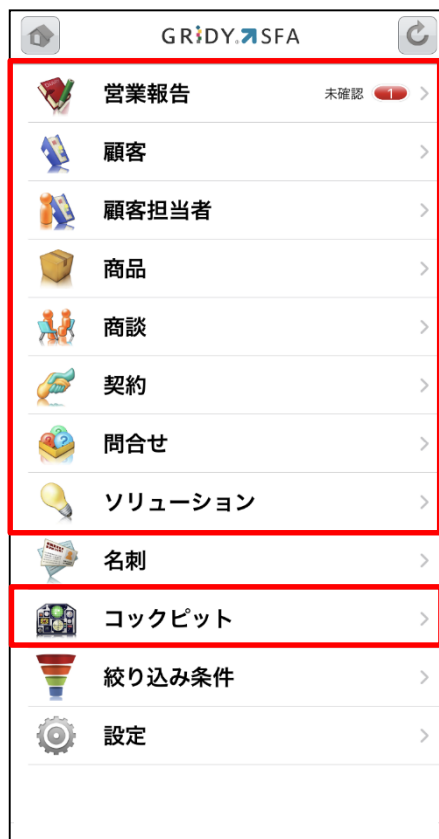 GRiDY.SFA
営業報告 未確認 1
顧客
顧客担当者
商品
商談
契約
問合せ
ソリューション
名刺
コックピット
絞り込み条件
設定